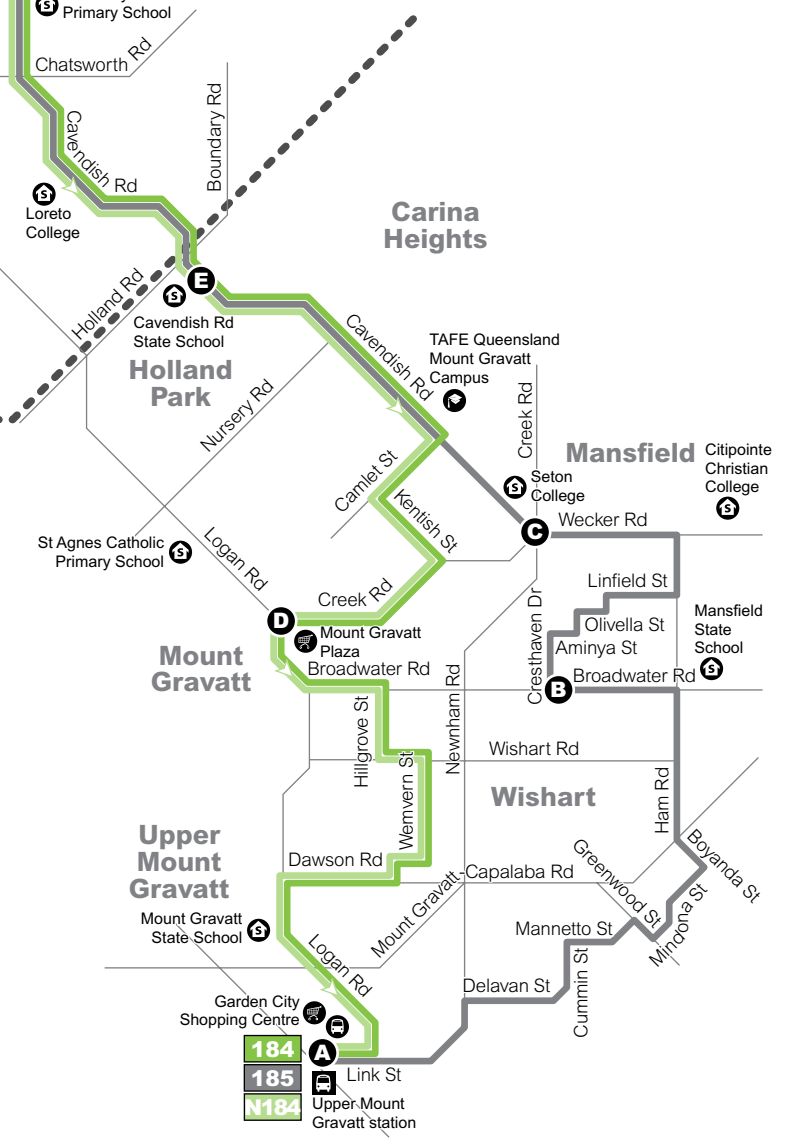 Primary School
Chatsworth Rd
Cavendish Rd
Boundary Rd
Loreto
College
Carina
Heights
E
Holland Rd
Cavendish Rd
State School
Holland
Park
Cavendish Rd
TAFE Queensland
Mount Gravatt
Campus
Nursery Rd
Creek Rd
Mansfield
Citipointe
Christian
College
Camlet St
Seton
College
Kentish St
C
Wecker Rd
St Agnes Catholic
Primary School
Logan Rd
Linfield St
Creek Rd
Cresthaven Dr
Olivella St
Mansfield
State
School
D
Mount Gravatt
Plaza
Aminya St
Mount
Gravatt
Broadwater Rd
Broadwater Rd
B
Hillgrove St
Newnham Rd
Wishart Rd
Wemvern St
Wishart
Ham Rd
Upper
Mount
Gravatt
Dawson Rd
Mount Gravatt-Capalaba Rd
Greenwood St
Boyanda St
Mindona St
Mount Gravatt
State School
Mannetto St
Logan Rd
Delavan St
Cummin St
Garden City
Shopping Centre
184
A
185
Link St
N184
Upper Mount
Gravatt station